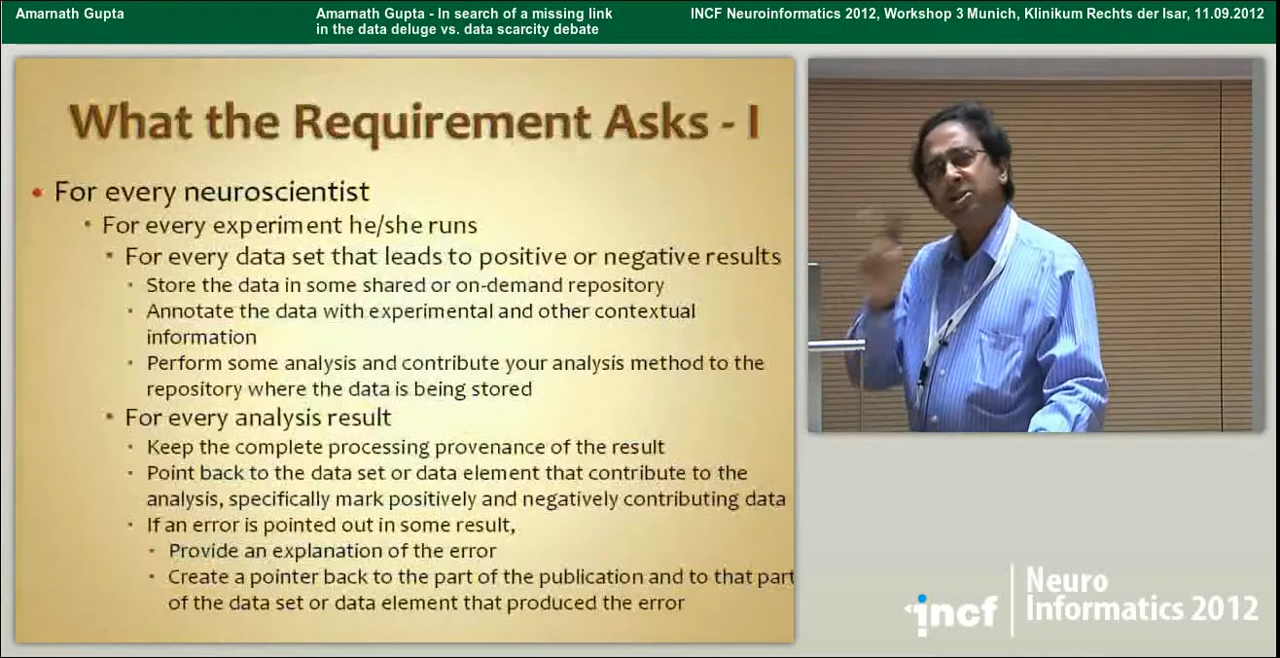 Amarnath Gupta
Amarnath Gupta - In search of a missing link
in the data deluge vs. data scarcity debate
INCF Neuroinformatics 2012, Workshop 3 Munich, Klinikum Rechts der Isar, 11.09.2012
What the Requirement Asks - I
• For every neuroscientist
• For every experiment he/she runs
• For every data set that leads to positive or negative results
• Store the data in some shared or on-demand repository
• Annotate the data with experimental and other contextual
information
• Perform some analysis and contribute your analysis method to the
repository where the data is being stored
• For every analysis result
• Keep the complete processing provenance of the result
• Point back to the data set or data element that contribute to the
analysis, specifically mark positively and negatively contributing data
• If an error is pointed out in some result,
• Provide an explanation of the error
• Create a pointer back to the part of the publication and to that part
of the data set or data element that produced the error
incf
Neuro
Informatics 2012